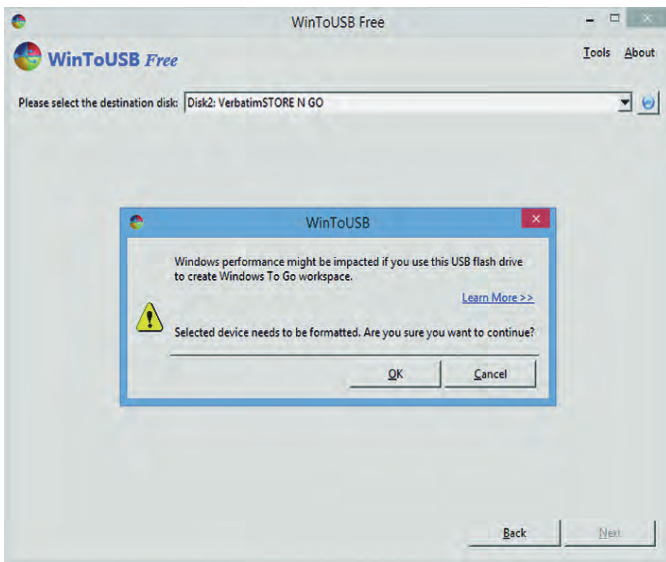 WinToUSB Free
WinToUSB Free
Tools About
Please select the destination disk: Disk2: VerbatimSTORE N GO
WinToUSB
Windows performance might be impacted if you use this USB flash drive
to create Windows To Go workspace.
Learn More >>
Selected device needs to be formatted. Are you sure you want to continue?
OK Cancel
Back Next